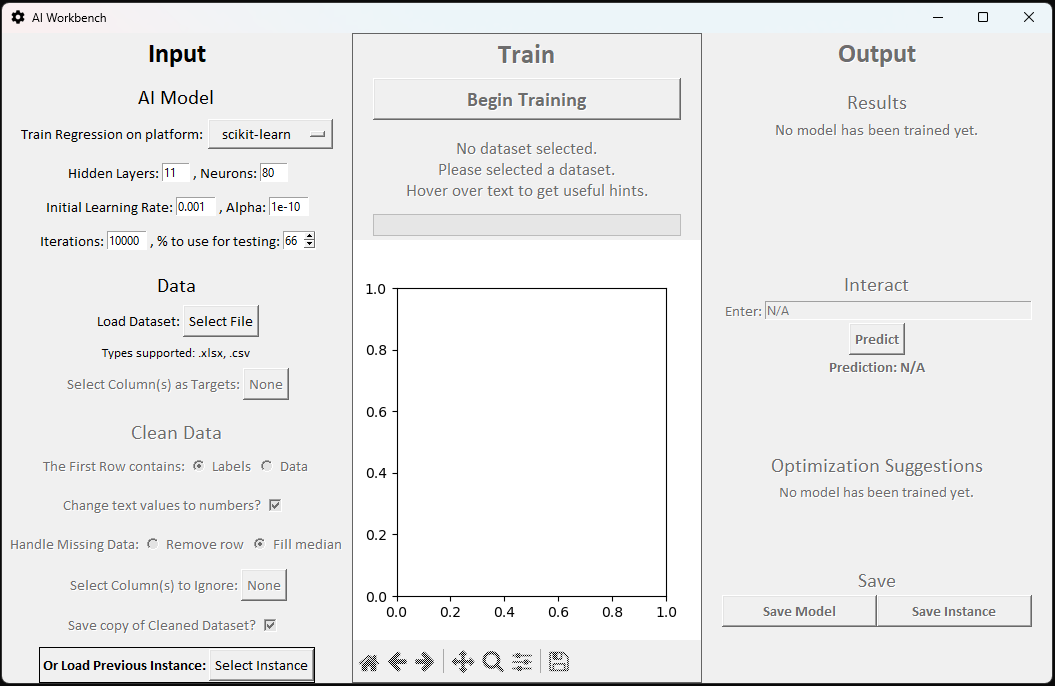 AI Workbench
Input
AI Model
Train Regression on platform: scikit-learn
Hidden Layers: 11 , Neurons: 80
Initial Learning Rate: 0.001 , Alpha: 1e-10
Iterations: 10000 , % to use for testing: 66
Data
Load Dataset: Select File
Types supported: .xlsx, .csv
Select Column(s) as Targets: None
Clean Data
The First Row contains: Labels Data
Change text values to numbers?
Handle Missing Data: Remove row Fill median
Select Column(s) to Ignore: None
Save copy of Cleaned Dataset?
Or Load Previous Instance: Select Instance
Train
Begin Training
No dataset selected.
Please selected a dataset.
Hover over text to get useful hints.
1.0
0.8
0.6
0.4
0.2
0.0
0.0 0.2 0.4 0.6 0.8 1.0
Output
Results
No model has been trained yet.
Interact
Enter: N/A
Predict
Prediction: N/A
Optimization Suggestions
No model has been trained yet.
Save
Save Model Save Instance